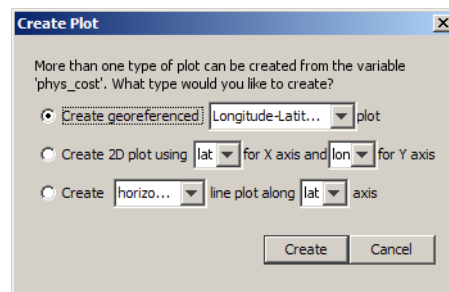 Create Plot
More than one type of plot can be created from the variable
'phys_cost'. What type would you like to create?
Create georeferenced Longitude-Latit... plot
Create 2D plot using lat for X axis and lon for Y axis
Create horizo... line plot along lat axis
Create Cancel